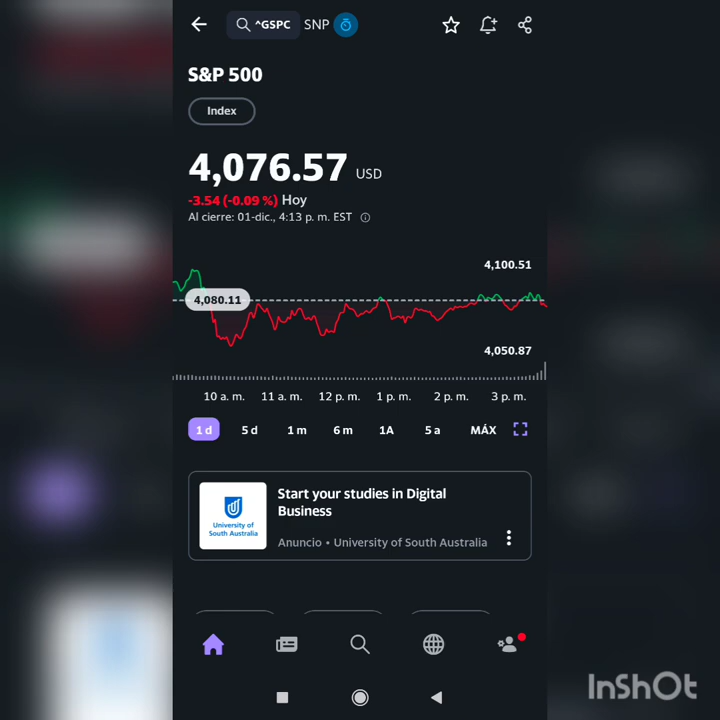 ^GSPC SNP
S&P 500
Index
4,076.57 USD
-3.54 (-0.09 %) Hoy
Al cierre: 01-dic., 4:13 p. m. EST
4,100.51
4,080.11
4,050.87
10 a. m. 11 a. m. 12 p. m. 1 p. m. 2 p. m. 3 p. m.
1 d 5 d 1 m 6 m 1A 5 a MÁX
Start your studies in Digital
Business
University of
South Australia
Anuncio • University of South Australia
InShOt